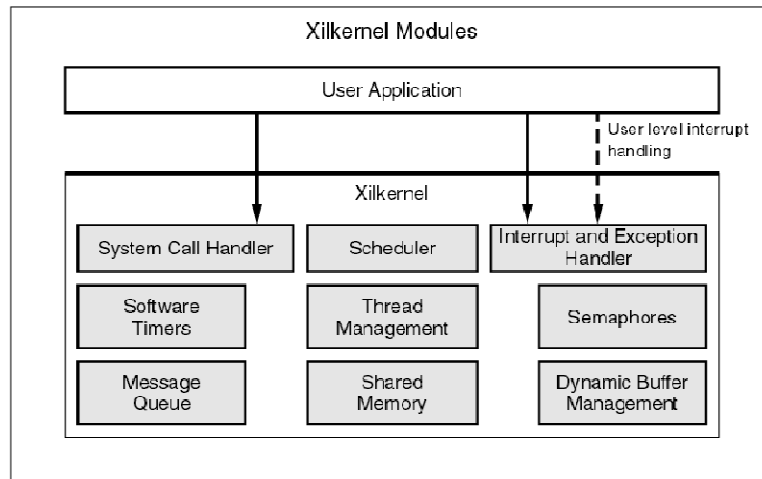 Xilkernel Modules
User Application
User level interrupt
handling
Xilkernel
System Call Handler
Scheduler
Interrupt and Exception
Handler
Software
Timers
Thread
Management
Semaphores
Message
Queue
Shared
Memory
Dynamic Buffer
Management